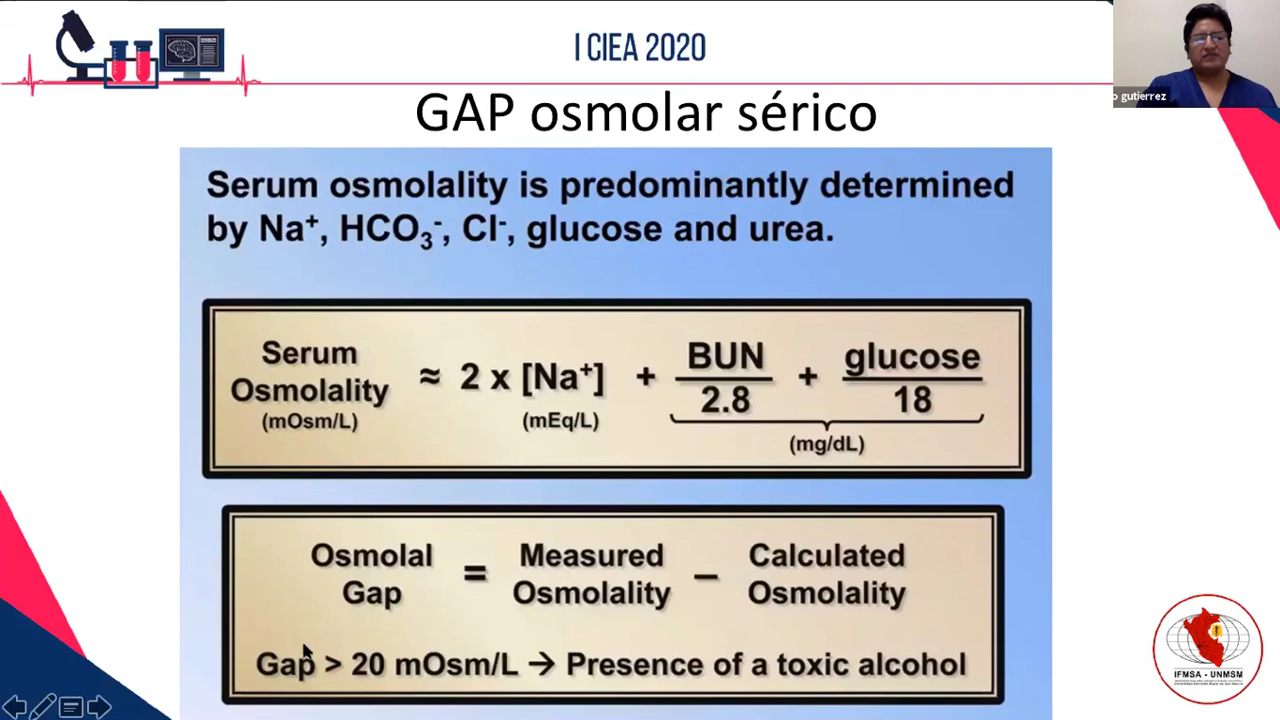 I CIEA 2020
o gutierrez
GAP osmolar sérico
Serum osmolality is predominantly determined
by Na⁺, HCO₃⁻, Cl⁻, glucose and urea.
Serum Osmolality (mOsm/L) ≈ 2 x [Na⁺] (mEq/L) + BUN/2.8 + glucose/18 (mg/dL)
Osmolal Gap = Measured Osmolality − Calculated Osmolality
Gap > 20 mOsm/L → Presence of a toxic alcohol
IFMSA - UNMSM